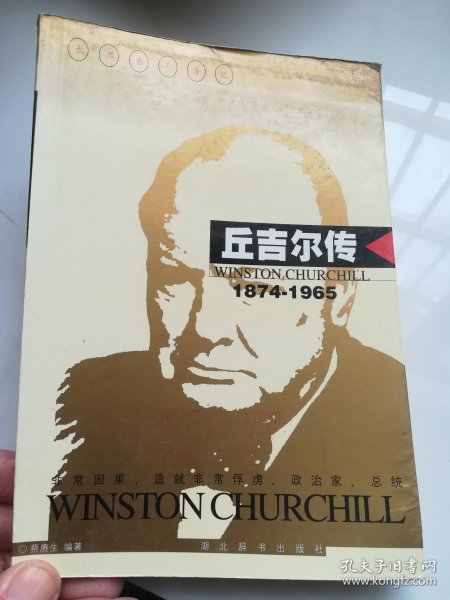 世界名人传记
丘吉尔传
WINSTON CHURCHILL
1874-1965
非常因果,造就非常俘虏、政治家、总统
WINSTON CHURCHILL
◎蔡赓生 编著 湖北辞书出版社
孔夫子旧书网
kongfz.com